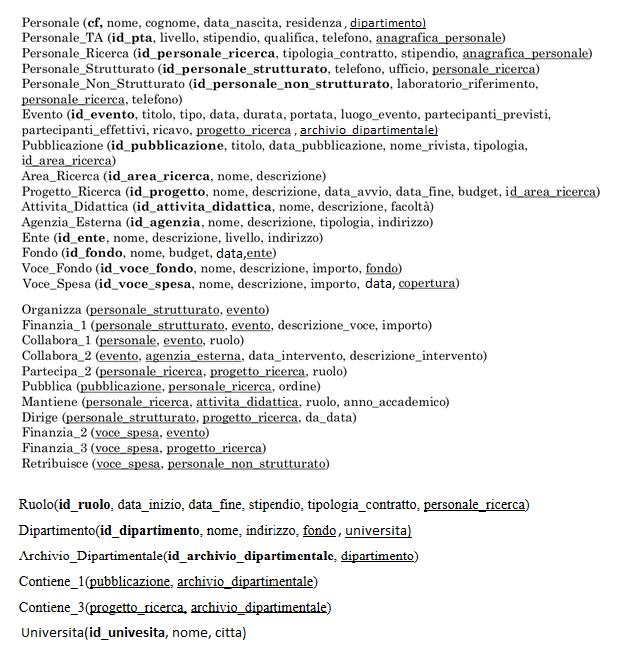 Personale (cf, nome, cognome, data_nascita, residenza, dipartimento)
Personale_TA (id_pta, livello, stipendio, qualifica, telefono, anagrafica_personale)
Personale_Ricerca (id_personale_ricerca, tipologia_contratto, stipendio, anagrafica_personale)
Personale_Strutturato (id_personale_strutturato, telefono, ufficio, personale_ricerca)
Personale_Non_Strutturato (id_personale_non_strutturato, laboratorio_riferimento,
personale_ricerca, telefono)
Evento (id_evento, titolo, tipo, data, durata, portata, luogo_evento, partecipanti_previsti,
partecipanti_effettivi, ricavo, progetto_ricerca , archivio_dipartimentale)
Pubblicazione (id_pubblicazione, titolo, data_pubblicazione, nome_rivista, tipologia,
id_area_ricerca)
Area_Ricerca (id_area_ricerca, nome, descrizione)
Progetto_Ricerca (id_progetto, nome, descrizione, data_avvio, data_fine, budget, id_area_ricerca)
Attivita_Didattica (id_attivita_didattica, nome, descrizione, facoltà)
Agenzia_Esterna (id_agenzia, nome, descrizione, tipologia, indirizzo)
Ente (id_ente, nome, descrizione, livello, indirizzo)
Fondo (id_fondo, nome, budget, data,ente)
Voce_Fondo (id_voce_fondo, nome, descrizione, importo, fondo)
Voce_Spesa (id_voce_spesa, nome, descrizione, importo, data, copertura)
Organizza (personale_strutturato, evento)
Finanzia_1 (personale_strutturato, evento, descrizione_voce, importo)
Collabora_1 (personale, evento, ruolo)
Collabora_2 (evento, agenzia_esterna, data_intervento, descrizione_intervento)
Partecipa_2 (personale_ricerca, progetto_ricerca, ruolo)
Pubblica (pubblicazione, personale_ricerca, ordine)
Mantiene (personale_ricerca, attivita_didattica, ruolo, anno_accademico)
Dirige (personale_strutturato, progetto_ricerca, da_data)
Finanzia_2 (voce_spesa, evento)
Finanzia_3 (voce_spesa, progetto_ricerca)
Retribuisce (voce_spesa, personale_non_strutturato)
Ruolo(id_ruolo, data_inizio, data_fine, stipendio, tipologia_contratto, personale_ricerca)
Dipartimento(id_dipartimento, nome, indirizzo, fondo , universita)
Archivio_Dipartimentale(id_archivio_dipartimentale, dipartimento)
Contiene_1(pubblicazione, archivio_dipartimentale)
Contiene_3(progetto_ricerca, archivio_dipartimentale)
Universita(id_univesita, nome, citta)